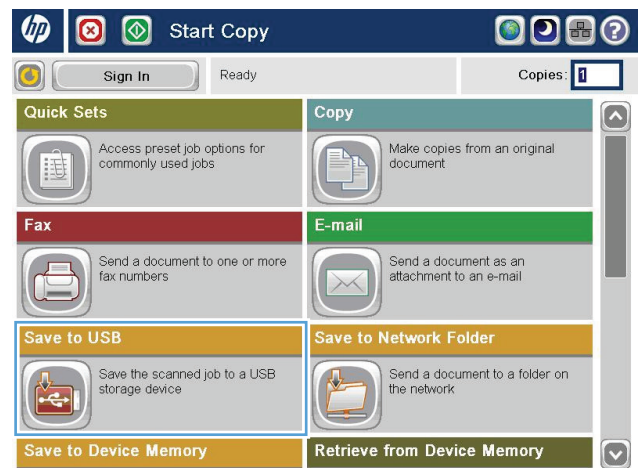 hp
Start Copy
?
Sign In
Ready
Copies: 1
Quick Sets
Access preset job options for
commonly used jobs
Copy
Make copies from an original
document
Fax
Send a document to one or more
fax numbers
E-mail
Send a document as an
attachment to an e-mail
Save to USB
Save the scanned job to a USB
storage device
Save to Network Folder
Send a document to a folder on
the network
Save to Device Memory
Retrieve from Device Memory